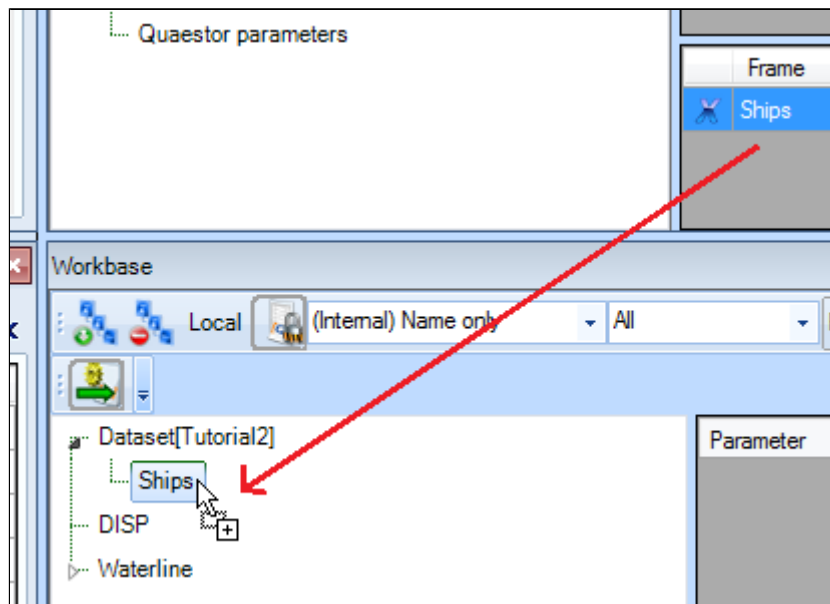 Quaestor parameters
Frame
Ships
Workbase
Local
(Internal) Name only
All
Dataset[Tutorial2]
Parameter
Ships
DISP
Waterline